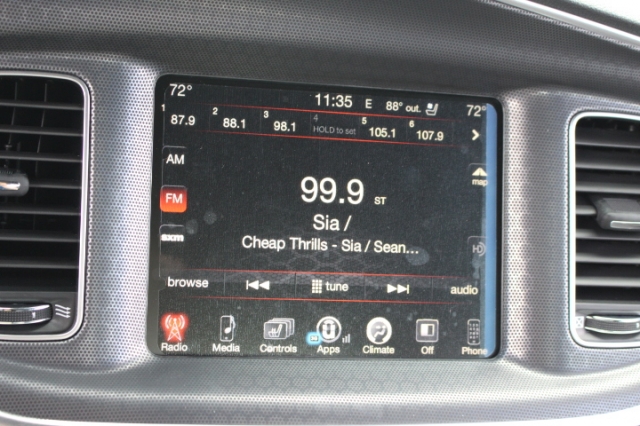 72° 11:35 E 88° out. 72°
1 87.9 2 88.1 3 98.1 4 HOLD to set 5 105.1 6 107.9
AM
map
99.9 ST
FM
Sia /
sxm
Cheap Thrills - Sia / Sean...
HD
browse tune audio
Radio Media Controls Apps Climate Off Phone